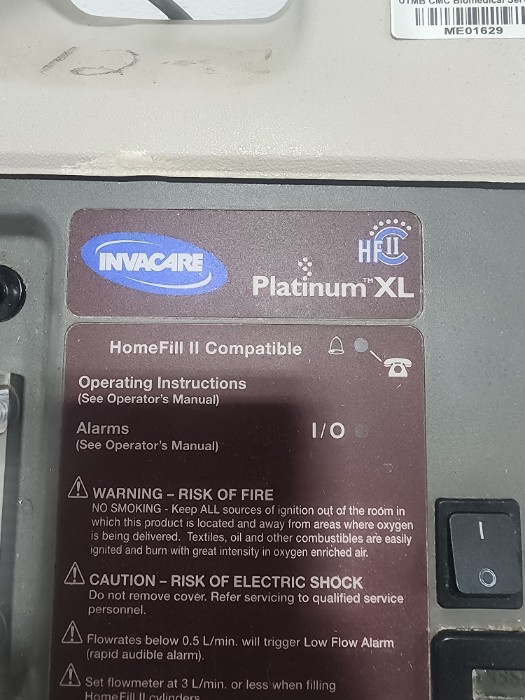 UTMB CMC Biomedical Ser
ME01629
INVACARE
HF II C
Platinum™ XL
HomeFill II Compatible
Operating Instructions
(See Operator's Manual)
Alarms
(See Operator's Manual)
I/O
WARNING – RISK OF FIRE
NO SMOKING - Keep ALL sources of ignition out of the room in
which this product is located and away from areas where oxygen
is being delivered. Textiles, oil and other combustibles are easily
ignited and burn with great intensity in oxygen enriched air.
CAUTION – RISK OF ELECTRIC SHOCK
Do not remove cover. Refer servicing to qualified service
personnel.
Flowrates below 0.5 L/min. will trigger Low Flow Alarm
(rapid audible alarm).
Set flowmeter at 3 L/min. or less when filling
HomeFill II cylinders
I
O